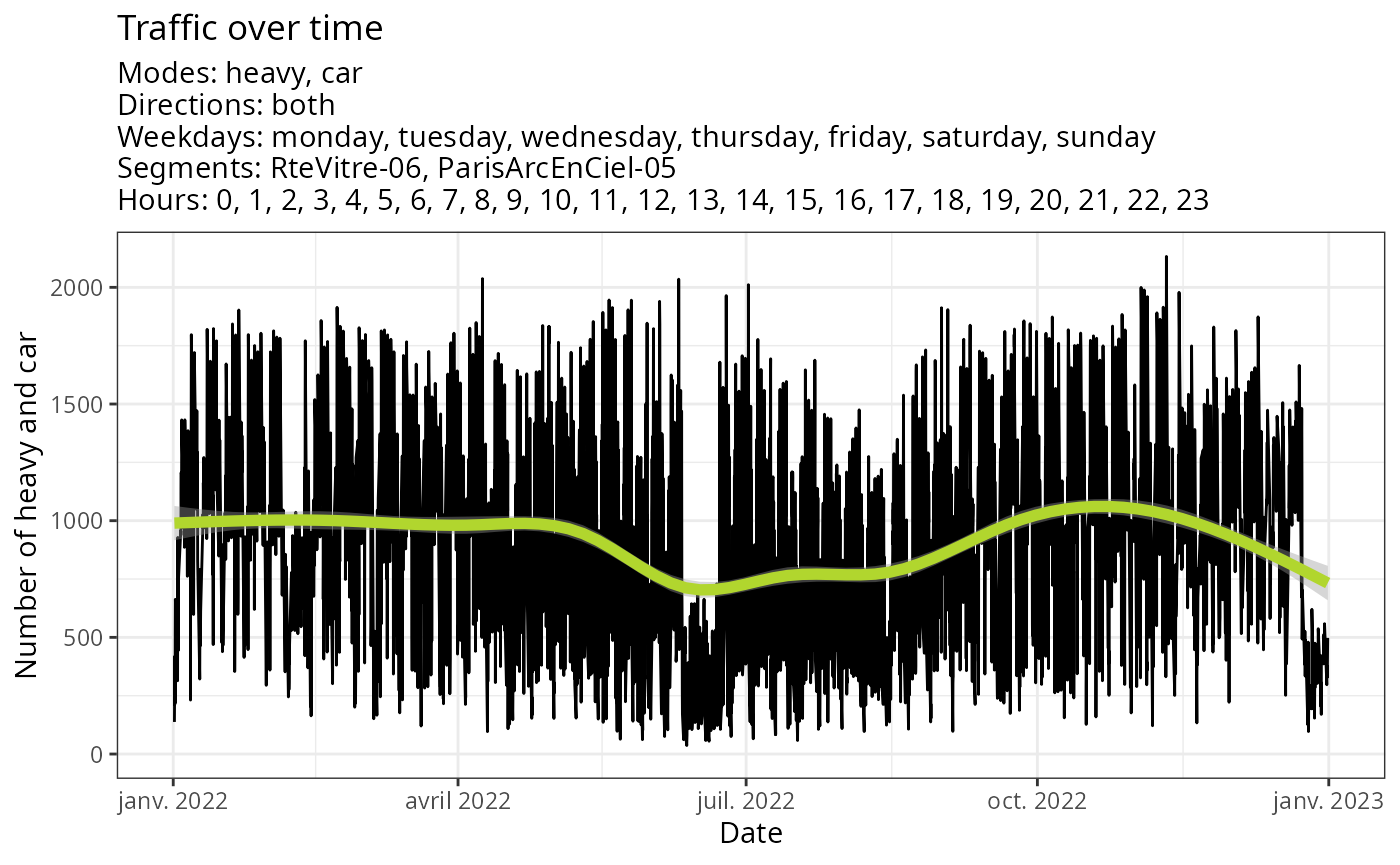 Traffic over time
Modes: heavy, car
Directions: both
Weekdays: monday, tuesday, wednesday, thursday, friday, saturday, sunday
Segments: RteVitre-06, ParisArcEnCiel-05
Hours: 0, 1, 2, 3, 4, 5, 6, 7, 8, 9, 10, 11, 12, 13, 14, 15, 16, 17, 18, 19, 20, 21, 22, 23
Number of heavy and car
2000
1500
1000
500
0
janv. 2022 avril 2022 juil. 2022 oct. 2022 janv. 2023
Date